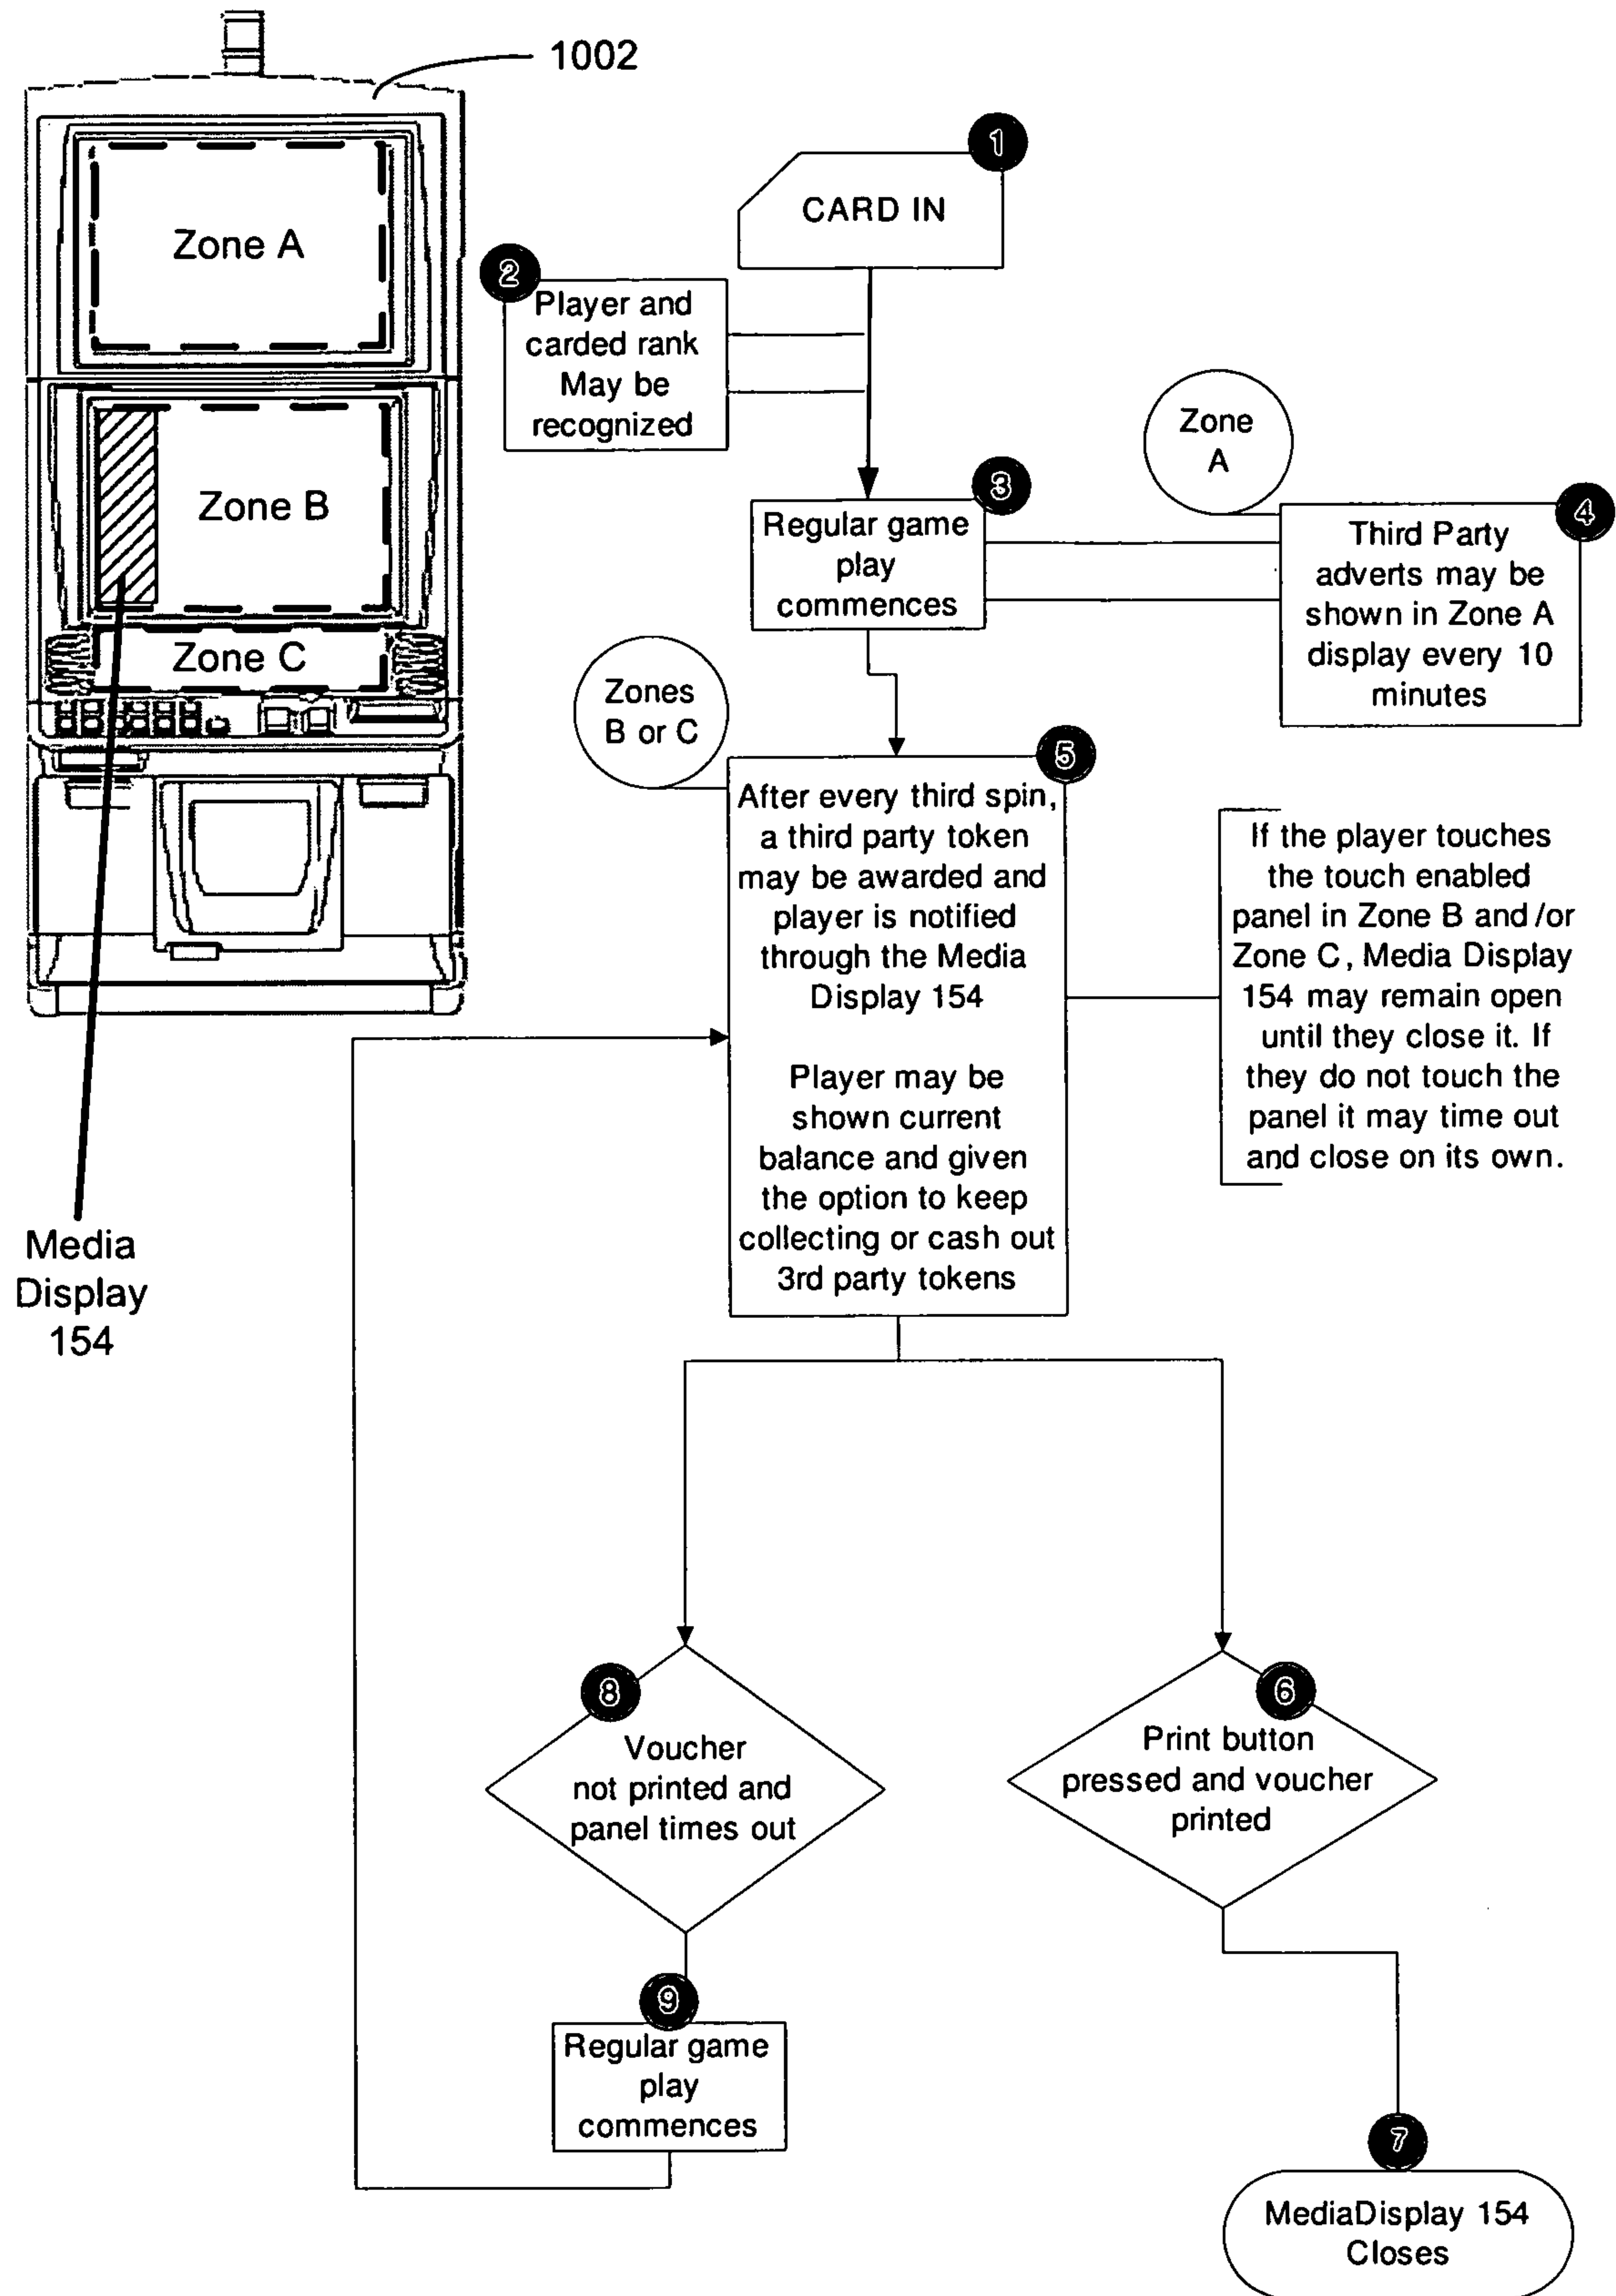 1002
Zone A
Zone B
Zone C
Media
Display
154
1
CARD IN
2
Player and
carded rank
May be
recognized
3
Regular game
play
commences
Zone
A
4
Third Party
adverts may be
shown in Zone A
display every 10
minutes
Zones
B or C
5
After every third spin,
a third party token
may be awarded and
player is notified
through the Media
Display 154
Player may be
shown current
balance and given
the option to keep
collecting or cash out
3rd party tokens
If the player touches
the touch enabled
panel in Zone B and/or
Zone C, Media Display
154 may remain open
until they close it. If
they do not touch the
panel it may time out
and close on its own.
8
Voucher
not printed and
panel times out
6
Print button
pressed and voucher
printed
9
Regular game
play
commences
7
MediaDisplay 154
Closes